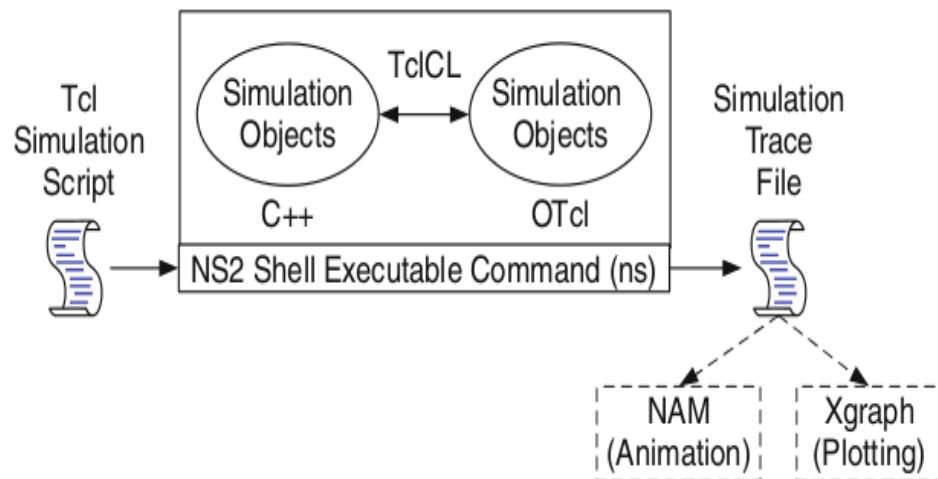 Tcl
Simulation
Script
TclCL
Simulation
Objects
Simulation
Objects
C++
OTcl
NS2 Shell Executable Command (ns)
Simulation
Trace
File
NAM
(Animation)
Xgraph
(Plotting)